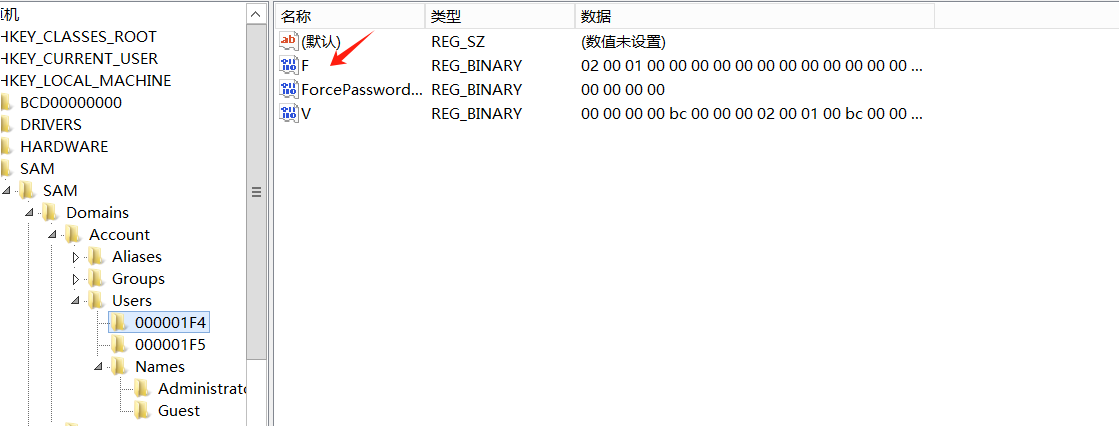 机
HKEY_CLASSES_ROOT
HKEY_CURRENT_USER
HKEY_LOCAL_MACHINE
BCD00000000
DRIVERS
HARDWARE
SAM
SAM
Domains
Account
Aliases
Groups
Users
000001F4
000001F5
Names
Administrato
Guest
名称 类型 数据
(默认) REG_SZ (数值未设置)
F REG_BINARY 02 00 01 00 00 00 00 00 00 00 00 00 00 00 00 00 ...
ForcePassword... REG_BINARY 00 00 00 00
V REG_BINARY 00 00 00 00 bc 00 00 00 02 00 01 00 bc 00 00 ...